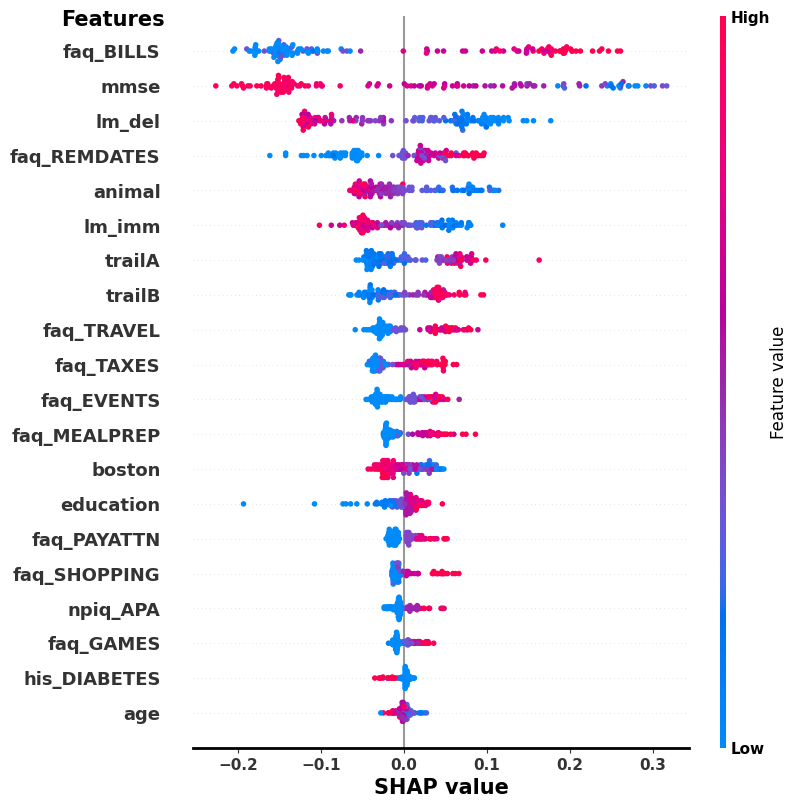 Features
High
faq_BILLS
mmse
lm_del
faq_REMDATES
animal
lm_imm
trailA
trailB
faq_TRAVEL
faq_TAXES
faq_EVENTS
faq_MEALPREP
boston
education
faq_PAYATTN
faq_SHOPPING
npiq_APA
faq_GAMES
his_DIABETES
age
Feature value
Low
−0.2 −0.1 0.0 0.1 0.2 0.3
SHAP value